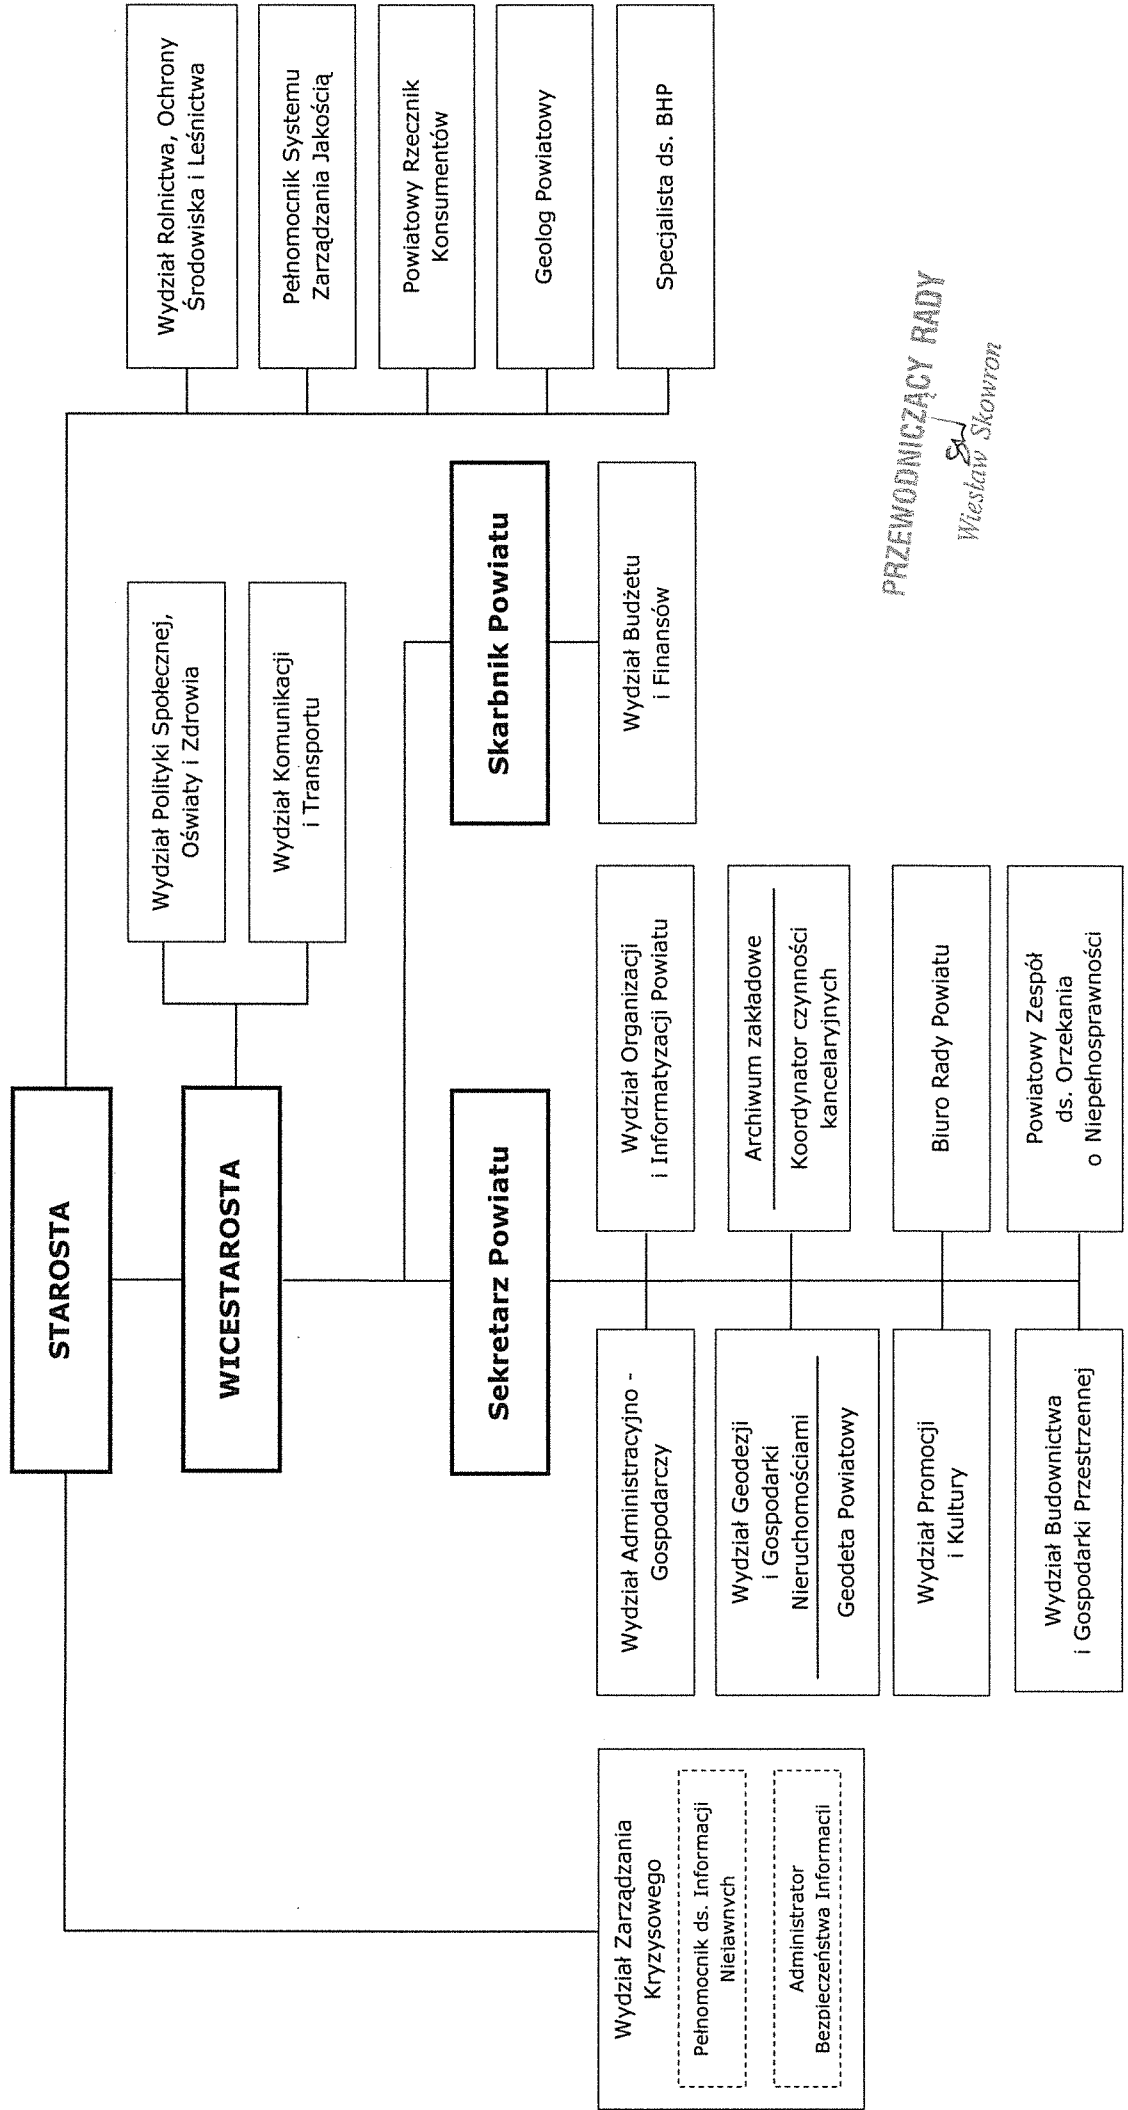 STAROSTA
WICESTAROSTA
Wydział Polityki Społecznej,
Oświaty i Zdrowia
Wydział Komunikacji
i Transportu
Wydział Rolnictwa, Ochrony
Środowiska i Leśnictwa
Pełnomocnik Systemu
Zarządzania Jakością
Powiatowy Rzecznik
Konsumentów
Geolog Powiatowy
Specjalista ds. BHP
Sekretarz Powiatu
Skarbnik Powiatu
Wydział Zarządzania
Kryzysowego
Pełnomocnik ds. Informacji
Nieiawnvch
Administrator
Bezpieczeństwa Informacii
Wydział Administracyjno -
Gospodarczy
Wydział Geodezji
i Gospodarki
Nieruchomościami
Geodeta Powiatowy
Wydział Promocji
i Kultury
Wydział Budownictwa
i Gospodarki Przestrzennej
Wydział Organizacji
i Informatyzacji Powiatu
Archiwum zakładowe
Koordynator czynności
kancelaryjnych
Biuro Rady Powiatu
Powiatowy Zespół
ds. Orzekania
o Niepełnosprawności
Wydział Budżetu
i Finansów
PRZEWODNICZĄCY RADY
Wiesław Skowron